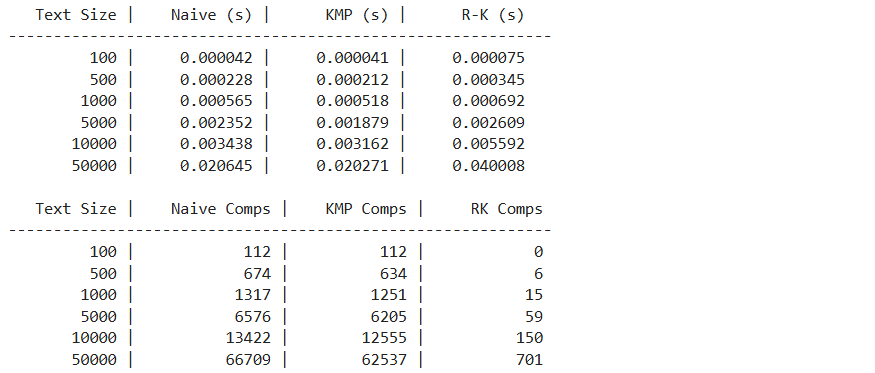 Text Size |    Naive (s) |     KMP (s) |     R-K (s)
------------------------------------------------------------
      100 |     0.000042 |    0.000041 |    0.000075
      500 |     0.000228 |    0.000212 |    0.000345
     1000 |     0.000565 |    0.000518 |    0.000692
     5000 |     0.002352 |    0.001879 |    0.002609
    10000 |     0.003438 |    0.003162 |    0.005592
    50000 |     0.020645 |    0.020271 |    0.040008
Text Size |    Naive Comps |    KMP Comps |     RK Comps
------------------------------------------------------------
      100 |            112 |          112 |            0
      500 |            674 |          634 |            6
     1000 |           1317 |         1251 |           15
     5000 |           6576 |         6205 |           59
    10000 |          13422 |        12555 |          150
    50000 |          66709 |        62537 |          701